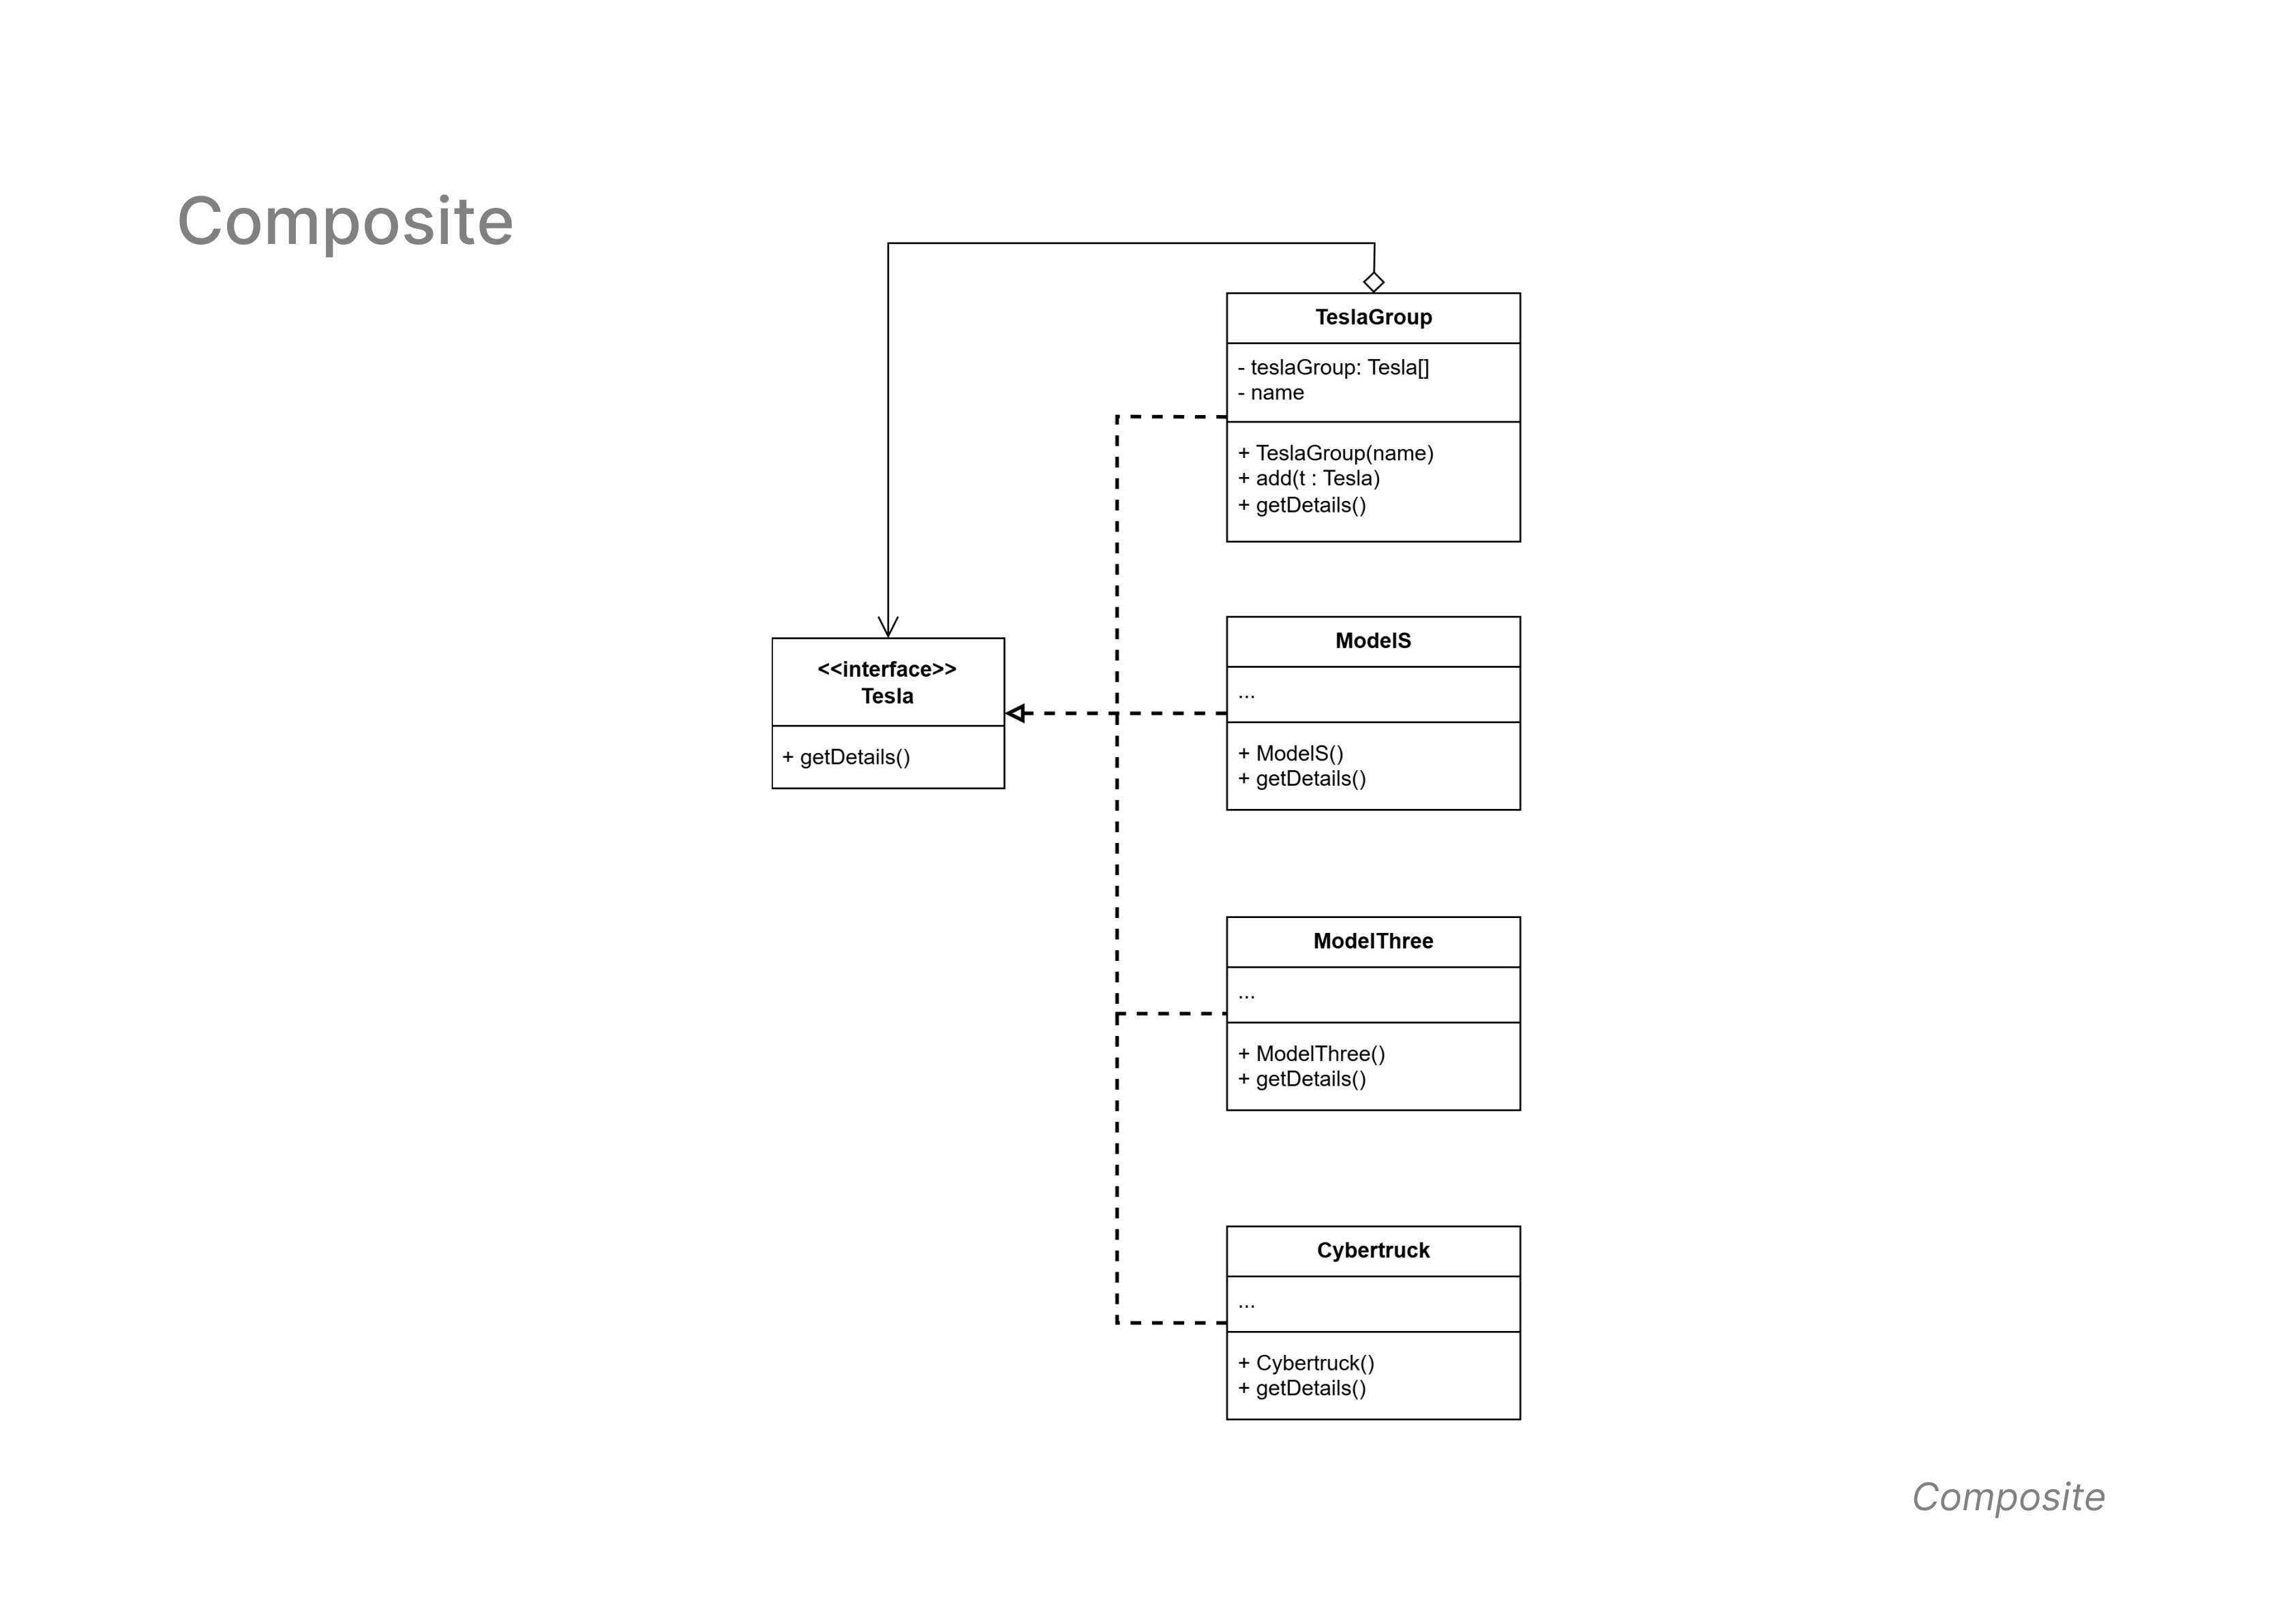 Composite
TeslaGroup
- teslaGroup: Tesla[]
- name
+ TeslaGroup(name)
+ add(t : Tesla)
+ getDetails()
<<interface>>
Tesla
+ getDetails()
ModelS
...
+ ModelS()
+ getDetails()
ModelThree
...
+ ModelThree()
+ getDetails()
Cybertruck
...
+ Cybertruck()
+ getDetails()
Composite